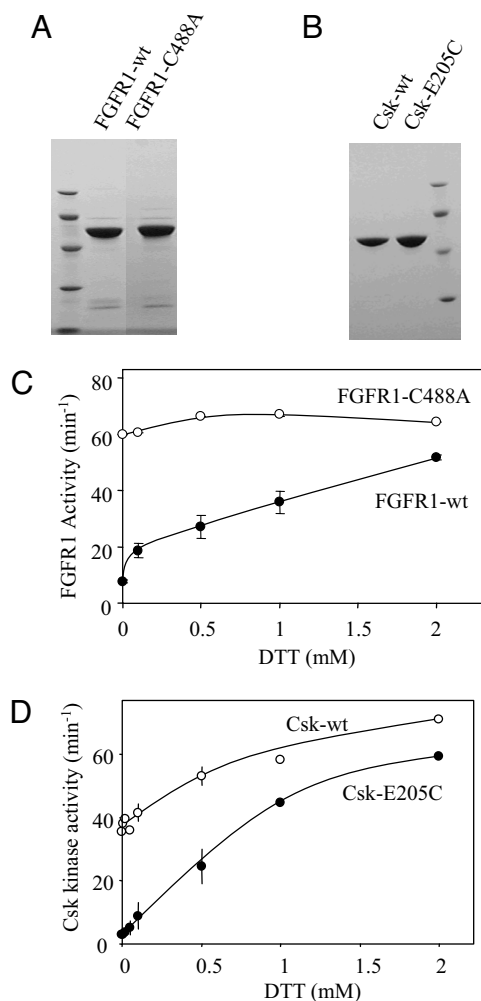 A
B
FGFR1-wt
FGFR1-C488A
Csk-wt
Csk-E205C
C
80
60
40
20
0
FGFR1 Activity (min⁻¹)
FGFR1-C488A
FGFR1-wt
0 0.5 1 1.5 2
DTT (mM)
D
60
40
20
0
Csk kinase activity (min⁻¹)
Csk-wt
Csk-E205C
0 0.5 1 1.5 2
DTT (mM)